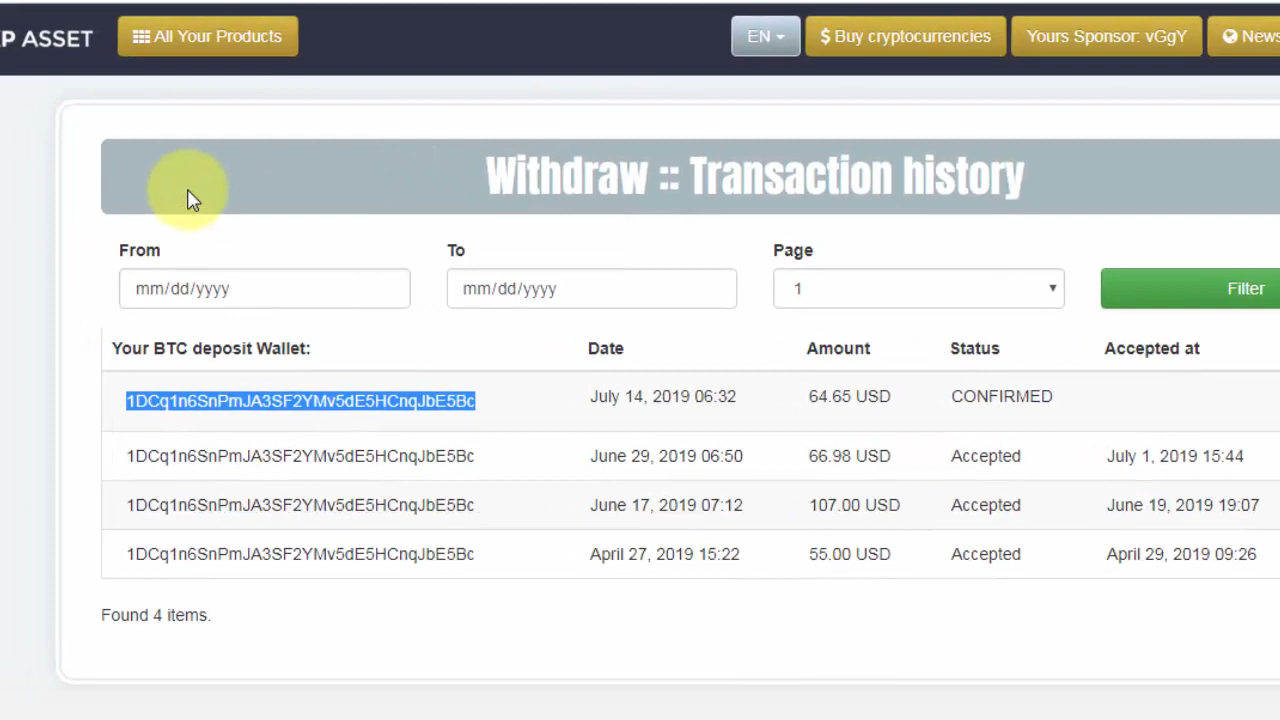 P ASSET All Your Products EN $ Buy cryptocurrencies Yours Sponsor: vGgY News
Withdraw :: Transaction history
From To Page
mm/dd/yyyy mm/dd/yyyy 1 Filter
Your BTC deposit Wallet: Date Amount Status Accepted at
1DCq1n6SnPmJA3SF2YMv5dE5HCnqJbE5Bc July 14, 2019 06:32 64.65 USD CONFIRMED
1DCq1n6SnPmJA3SF2YMv5dE5HCnqJbE5Bc June 29, 2019 06:50 66.98 USD Accepted July 1, 2019 15:44
1DCq1n6SnPmJA3SF2YMv5dE5HCnqJbE5Bc June 17, 2019 07:12 107.00 USD Accepted June 19, 2019 19:07
1DCq1n6SnPmJA3SF2YMv5dE5HCnqJbE5Bc April 27, 2019 15:22 55.00 USD Accepted April 29, 2019 09:26
Found 4 items.